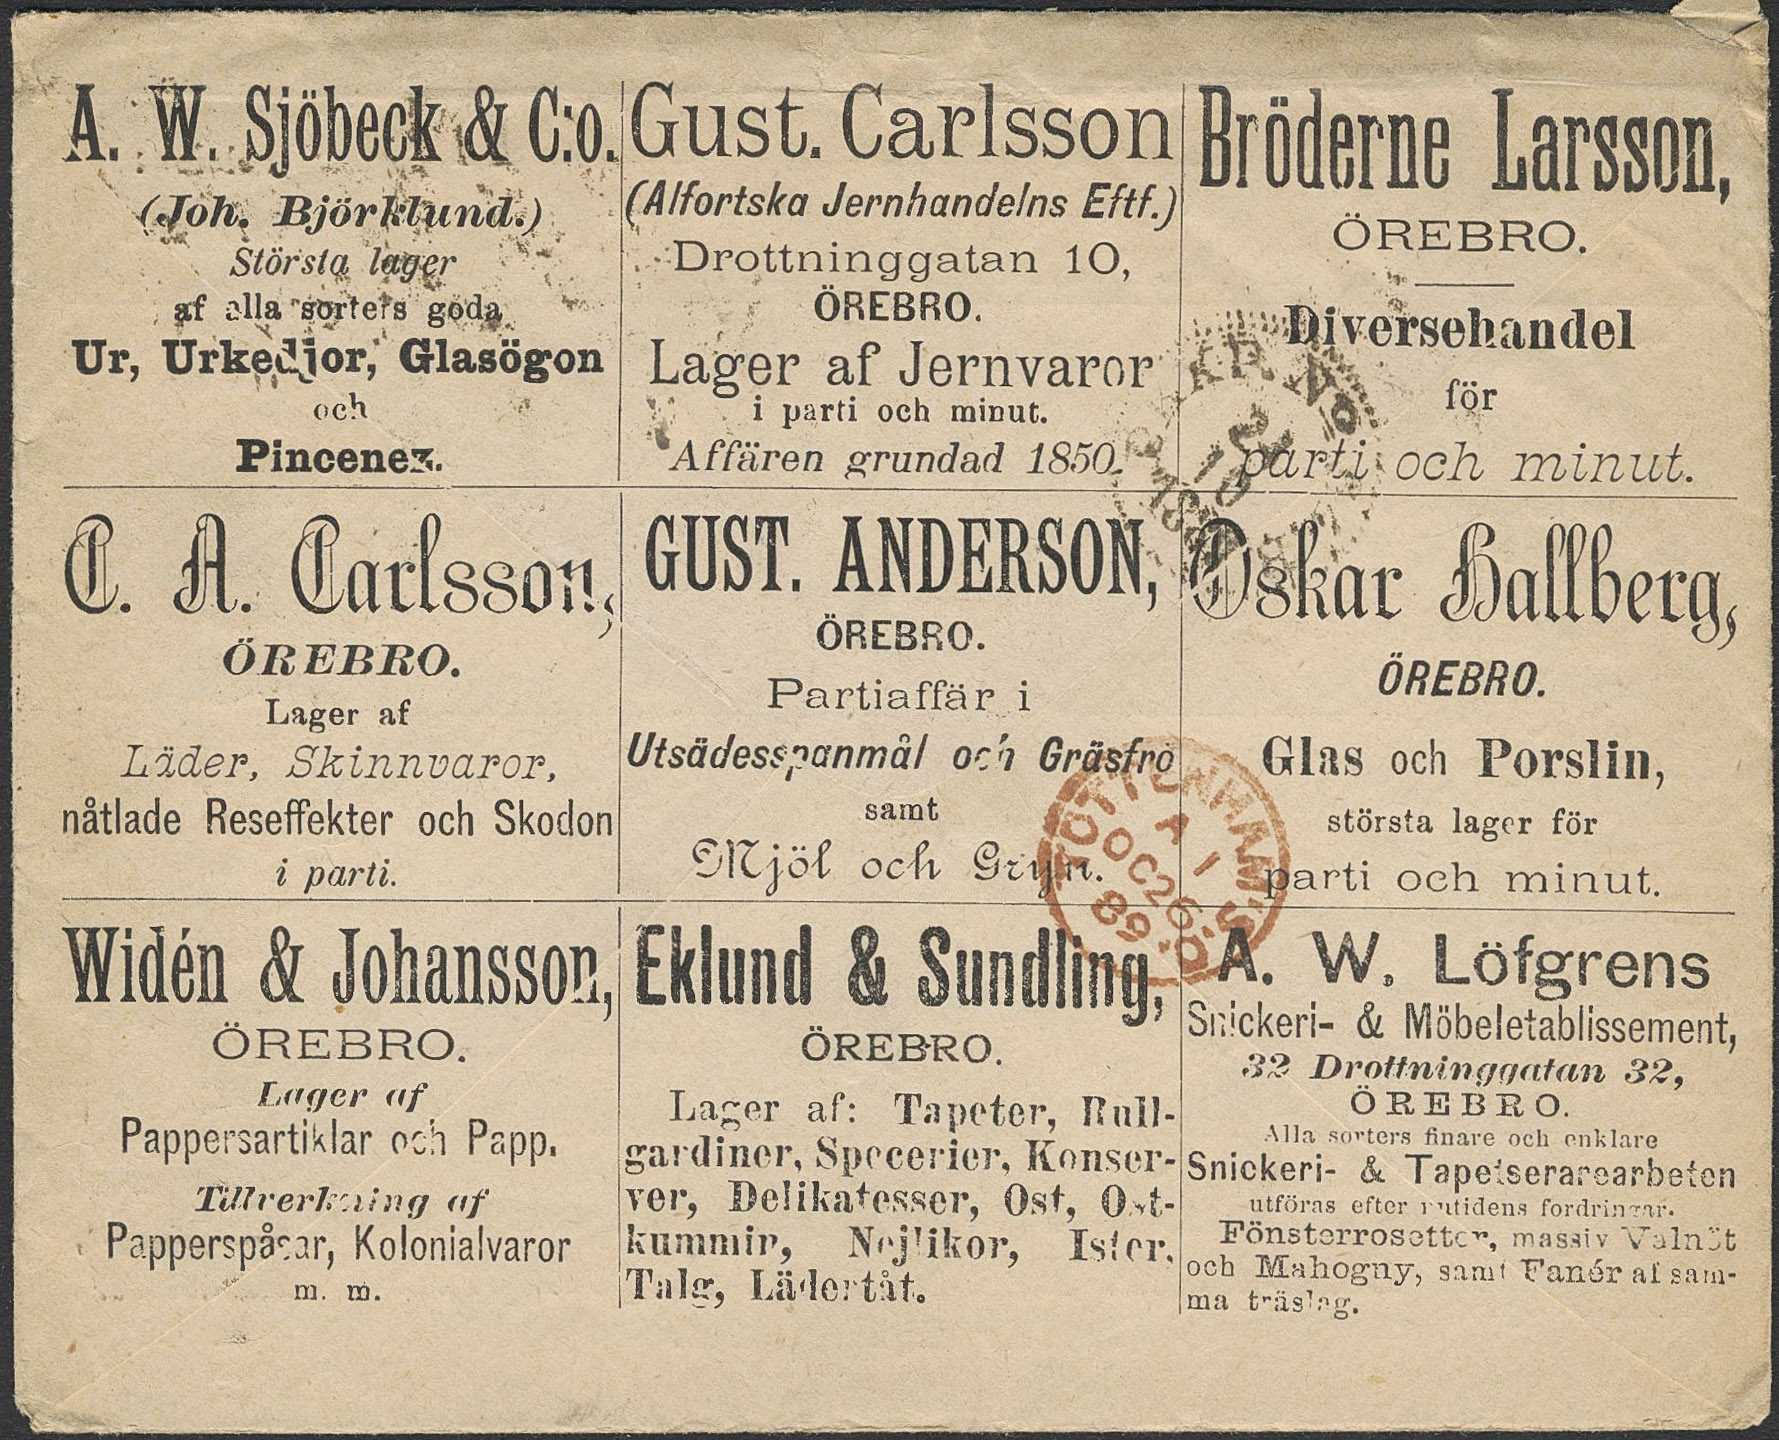 A. W. Sjöbeck & C:o.
(Joh. Björklund.)
Största lager
af alla sorters goda
Ur, Urkedjor, Glasögon
och
Pincenez.
Gust. Carlsson
(Alfortska Jernhandelns Eftf.)
Drottninggatan 10,
ÖREBRO.
Lager af Jernvaror
i parti och minut.
Affären grundad 1850.
Bröderne Larsson,
ÖREBRO.
Diversehandel
för
parti och minut.
C. A. Carlsson,
ÖREBRO.
Lager af
Läder, Skinnvaror,
nåtlade Reseffekter och Skodon
i parti.
GUST. ANDERSON,
ÖREBRO.
Partiaffär i
Utsädesspanmål och Gräsfrö
samt
Mjöl och Gryn.
Oskar Hallberg,
ÖREBRO.
Glas och Porslin,
största lager för
parti och minut.
Widén & Johansson,
ÖREBRO.
Lager af
Pappersartiklar och Papp.
Tillverkning af
Papperspåsar, Kolonialvaror
m. m.
Eklund & Sundling,
ÖREBRO.
Lager af: Tapeter, Rull-
gardiner, Specerier, Konser-
ver, Delikatesser, Ost, Ost-
kummin, Nejlikor, Ister,
Talg, Lädertåt.
A. W. Löfgrens
Snickeri- & Möbeletablissement,
32 Drottninggatan 32,
ÖREBRO.
Alla sorters finare och enklare
Snickeri- & Tapetserarearbeten
utföras efter nutidens fordringar.
Fönsterrosetter, massiv Valnöt
och Mahogny, samt Fanér af sam-
ma träslag.
TOTTENHAM
A 1
OC 26
89